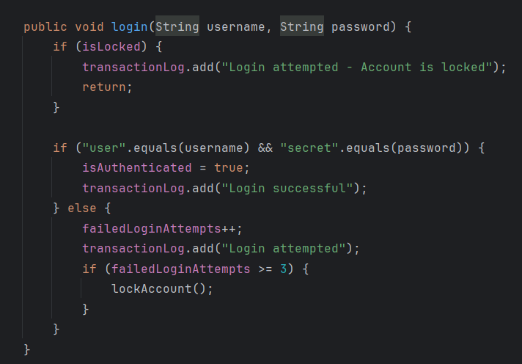 public void login(String username, String password) {
    if (isLocked) {
        transactionLog.add("Login attempted - Account is locked");
        return;
    }

    if ("user".equals(username) && "secret".equals(password)) {
        isAuthenticated = true;
        transactionLog.add("Login successful");
    } else {
        failedLoginAttempts++;
        transactionLog.add("Login attempted");
        if (failedLoginAttempts >= 3) {
            lockAccount();
        }
    }
}